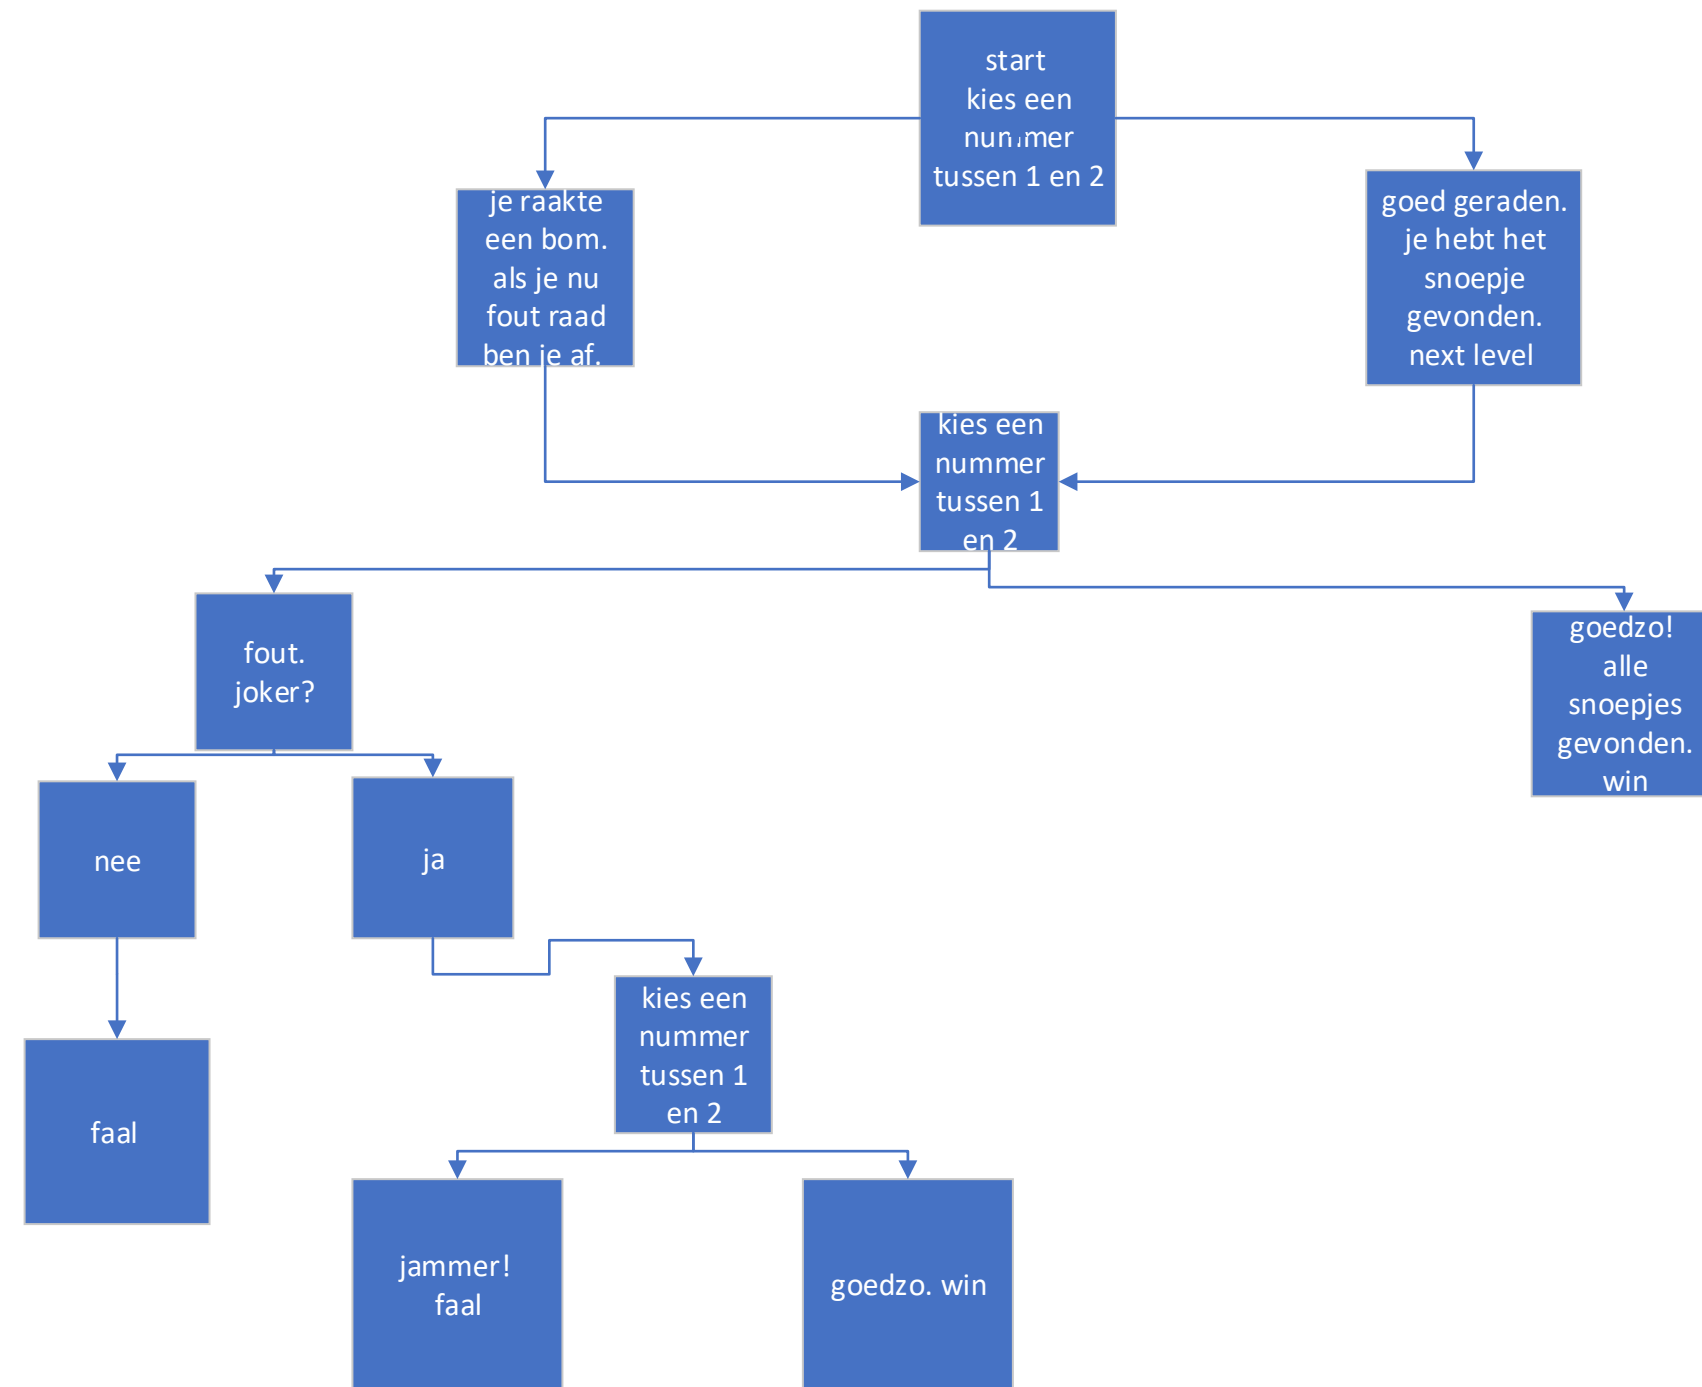 start
kies een
nummer
tussen 1 en 2
je raakte
een bom.
als je nu
fout raad
ben je af.
goed geraden.
je hebt het
snoepje
gevonden.
next level
kies een
nummer
tussen 1
en 2
fout.
joker?
goedzo!
alle
snoepjes
gevonden.
win
nee
ja
kies een
nummer
tussen 1
en 2
faal
jammer!
faal
goedzo. win